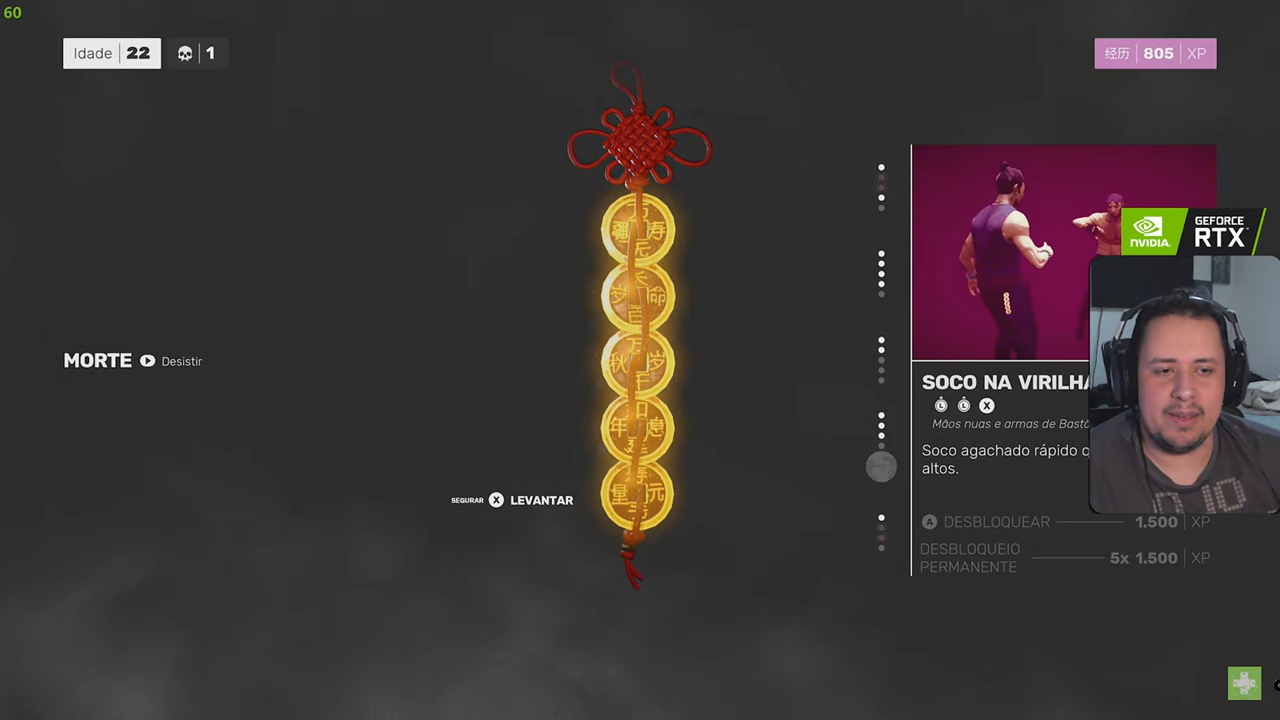 60
Idade 22
1
经历 805 XP
NVIDIA. GEFORCE RTX
SOCO NA VIRILHA
L L X
Mãos nuas e armas de Bastã
Soco agachado rápido q
altos.
MORTE Desistir
SEGURAR X LEVANTAR
A DESBLOQUEAR 1.500 XP
DESBLOQUEIO PERMANENTE 5x 1.500 XP